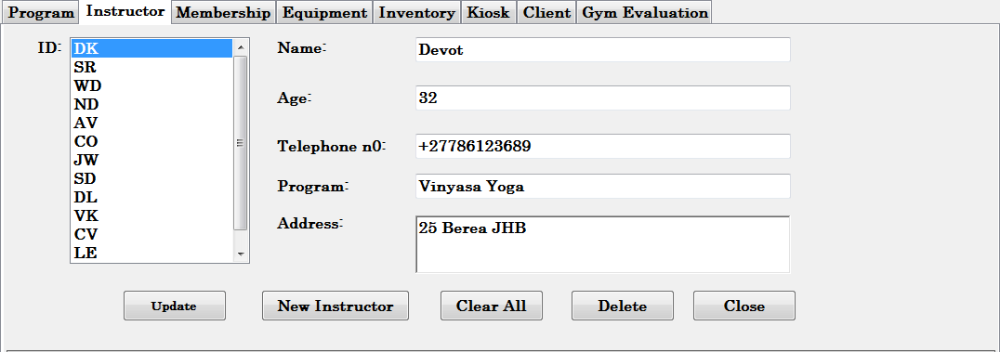 Program Instructor Membership Equipment Inventory Kiosk Client Gym Evaluation
ID:
DK
SR
WD
ND
AV
CO
JW
SD
DL
VK
CV
LE
Name: Devot
Age: 32
Telephone n0: +27786123689
Program: Vinyasa Yoga
Address: 25 Berea JHB
Update New Instructor Clear All Delete Close